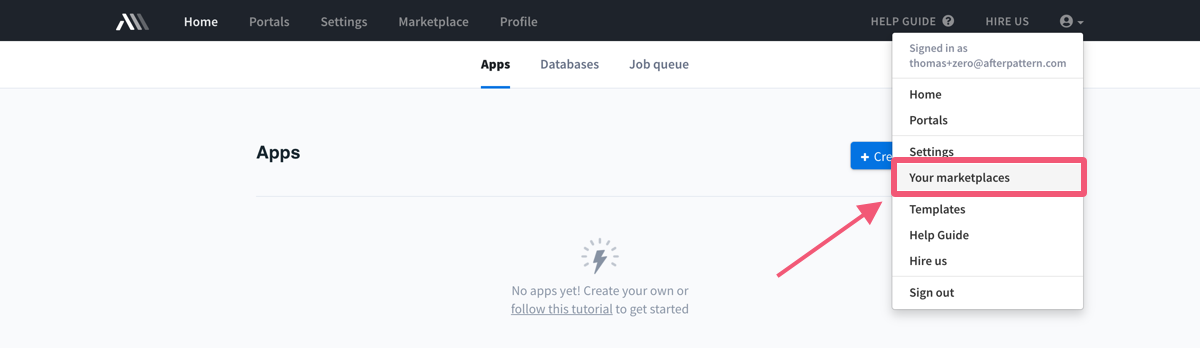 Home Portals Settings Marketplace Profile HELP GUIDE HIRE US
Signed in as
thomas+zero@afterpattern.com
Apps Databases Job queue
Home
Portals
Settings
Your marketplaces
Templates
Help Guide
Hire us
Sign out
Apps
+
No apps yet! Create your own or
follow this tutorial to get started